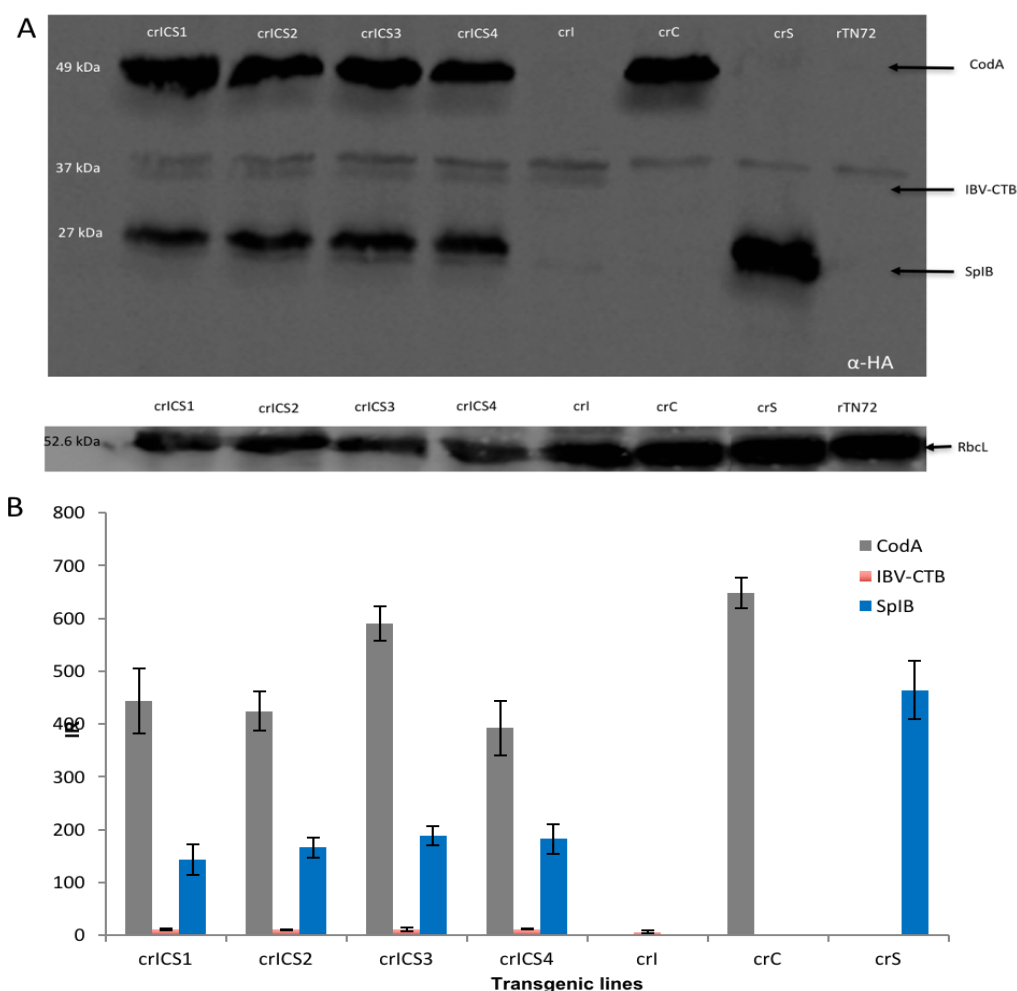 A
crICS1 crICS2 crICS3 crICS4 crI crC crS rTN72
49 kDa
CodA
37 kDa
IBV-CTB
27 kDa
SpIB
α-HA
crICS1 crICS2 crICS3 crICS4 crI crC crS rTN72
52.6 kDa
RbcL
B
800
700
600
500
400
300
200
100
0
IR
CodA
IBV-CTB
SpIB
crICS1 crICS2 crICS3 crICS4 crI crC crS
Transgenic lines